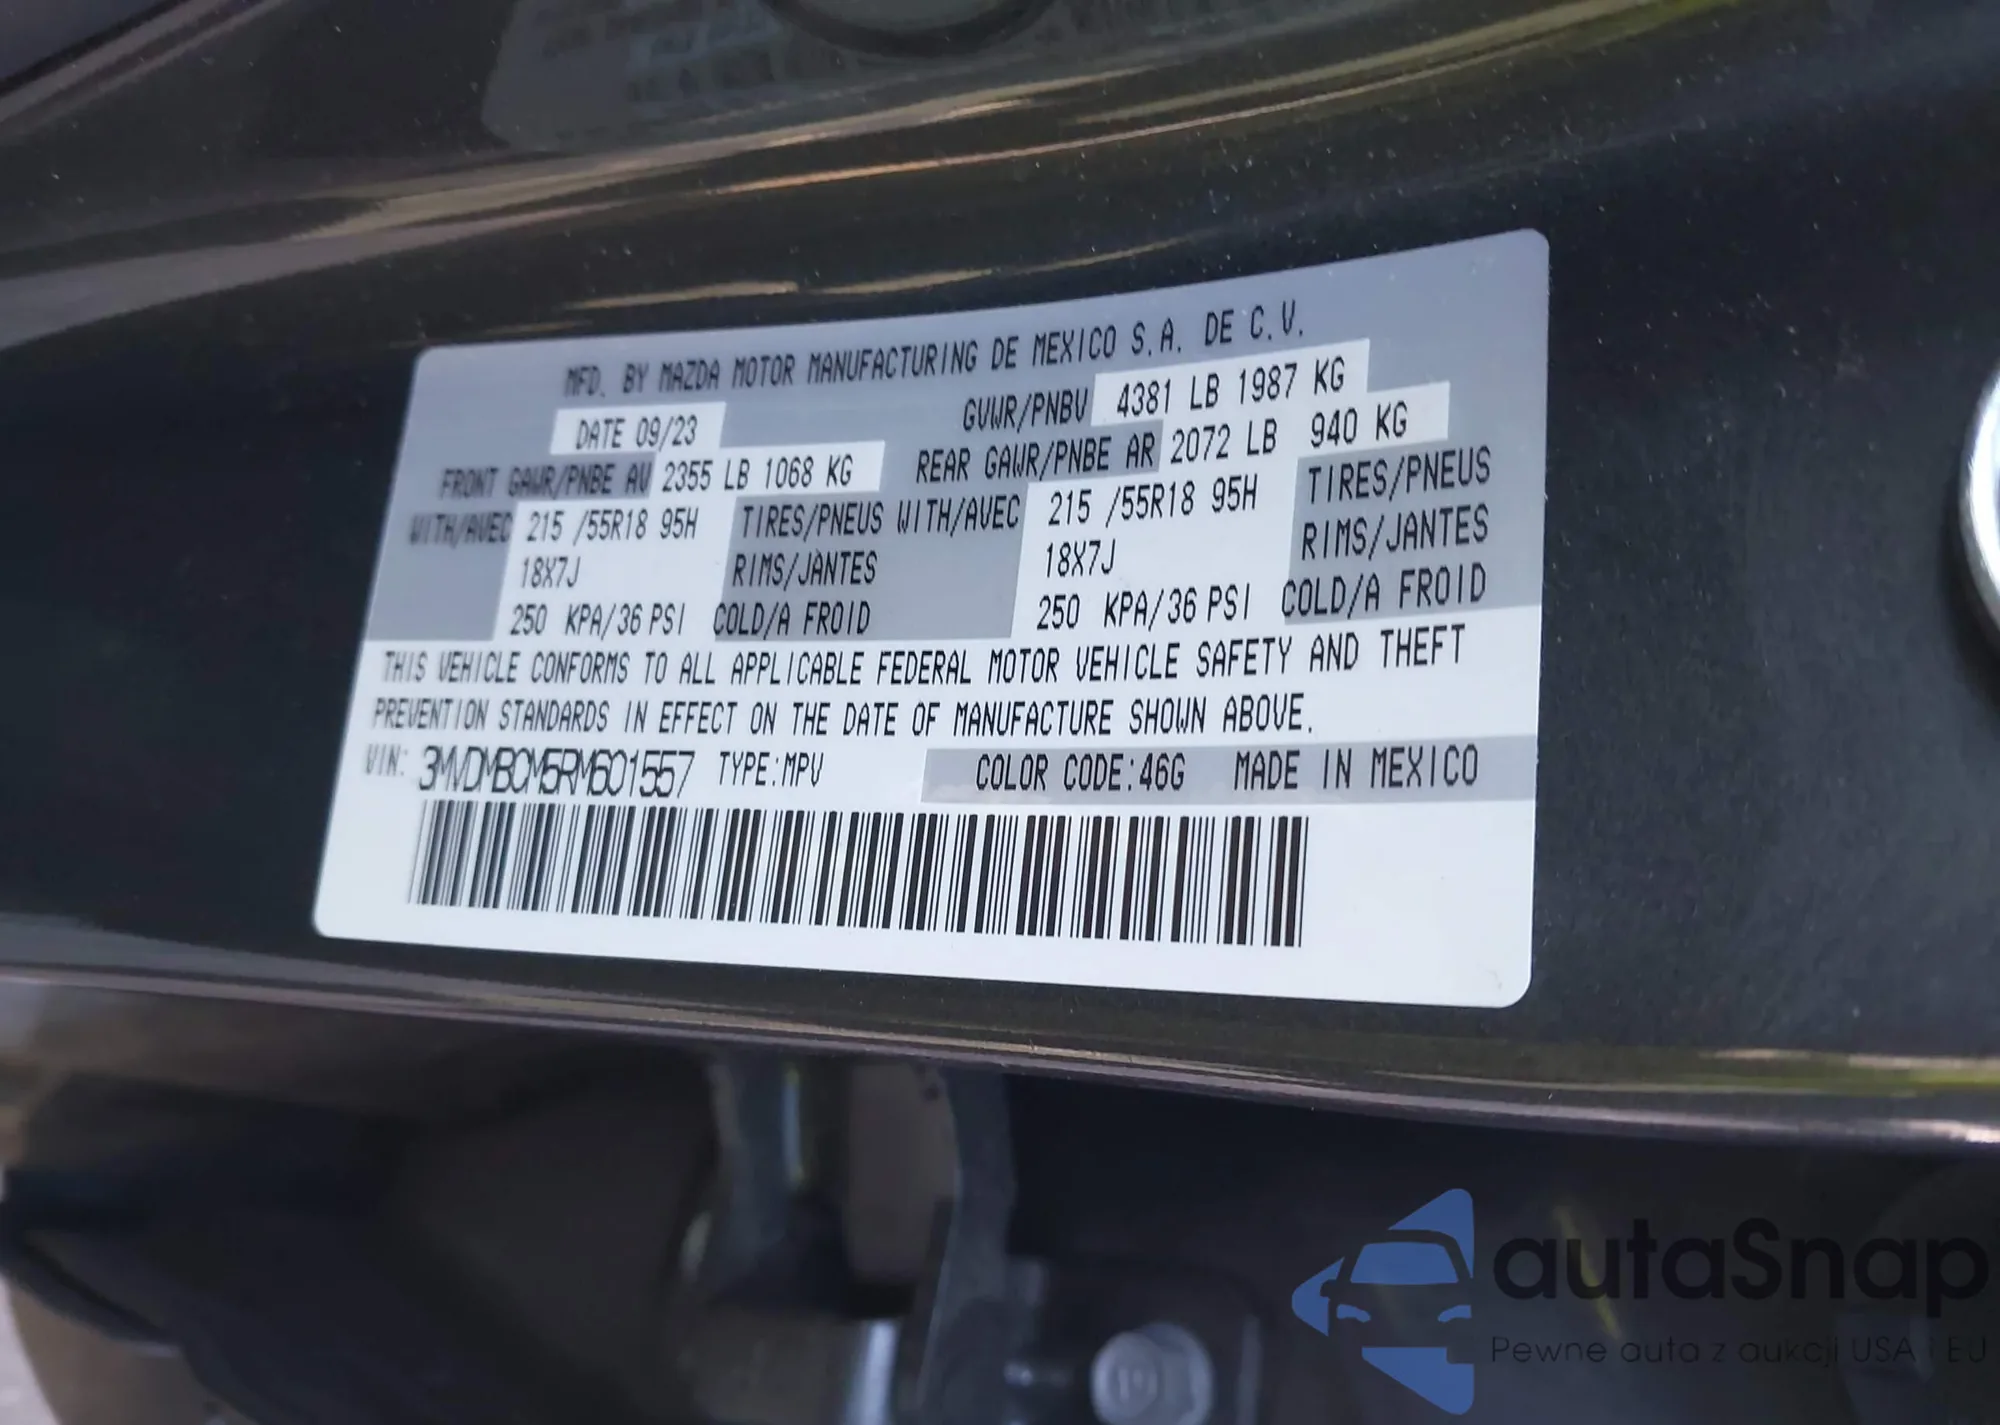 MFD. BY MAZDA MOTOR MANUFACTURING DE MEXICO S.A. DE C.V.
DATE 09/23 GVWR/PNBV 4381 LB 1987 KG
FRONT GAWR/PNBE AV 2355 LB 1068 KG REAR GAWR/PNBE AR 2072 LB 940 KG
WITH/AVEC 215 /55R18 95H TIRES/PNEUS WITH/AVEC 215 /55R18 95H TIRES/PNEUS
18X7J RIMS/JANTES 18X7J RIMS/JANTES
250 KPA/36 PSI COLD/A FROID 250 KPA/36 PSI COLD/A FROID
THIS VEHICLE CONFORMS TO ALL APPLICABLE FEDERAL MOTOR VEHICLE SAFETY AND THEFT
PREVENTION STANDARDS IN EFFECT ON THE DATE OF MANUFACTURE SHOWN ABOVE.
VIN: 3MVDMBCM5RM601557 TYPE:MPV COLOR CODE:46G MADE IN MEXICO
autaSnap
Pewne auta z aukcji USA i EU